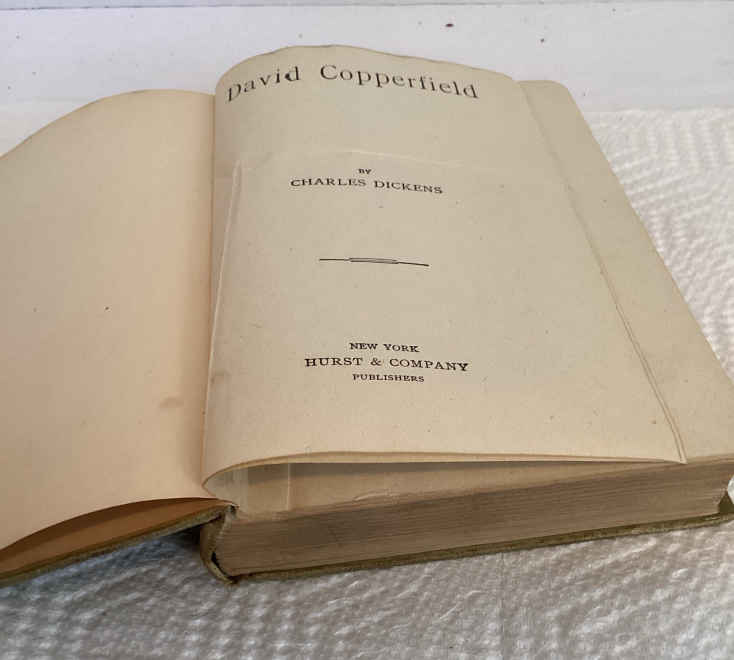 David Copperfield
BY
CHARLES DICKENS
NEW YORK
HURST & COMPANY
PUBLISHERS